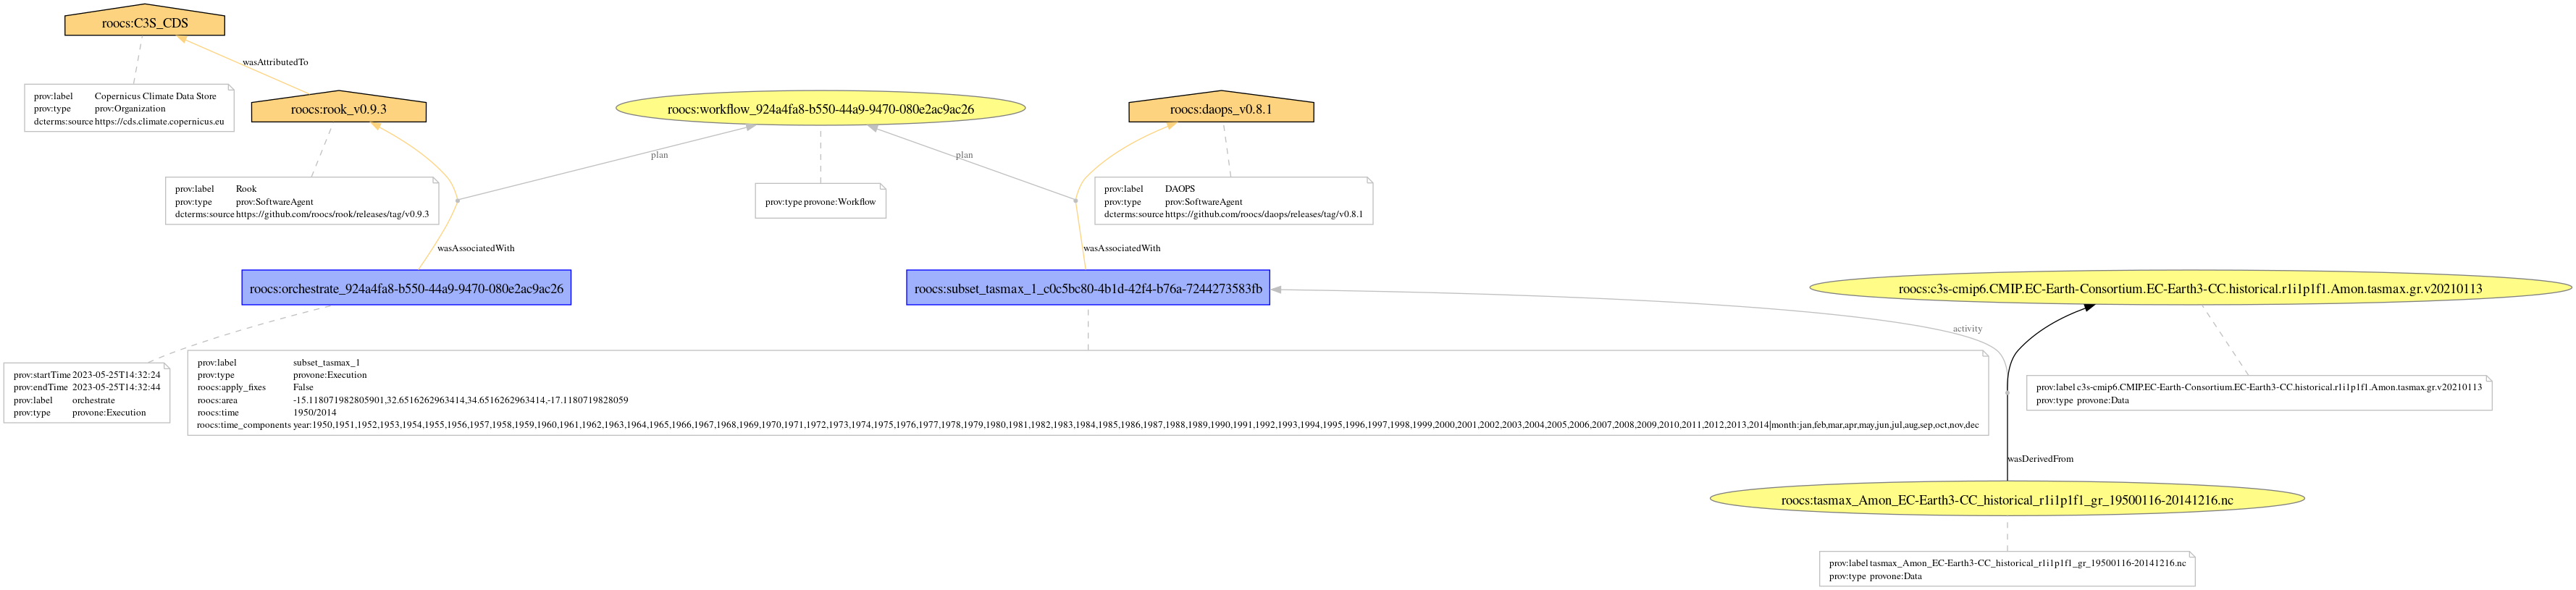 roocs:C3S_CDS
wasAttributedTo
prov:label Copernicus Climate Data Store
prov:type prov:Organization
dcterms:source https://cds.climate.copernicus.eu
roocs:rook_v0.9.3
roocs:workflow_924a4fa8-b550-44a9-9470-080e2ac9ac26
roocs:daops_v0.8.1
plan
plan
prov:label Rook
prov:type prov:SoftwareAgent
dcterms:source https://github.com/roocs/rook/releases/tag/v0.9.3
prov:type provone:Workflow
prov:label DAOPS
prov:type prov:SoftwareAgent
dcterms:source https://github.com/roocs/daops/releases/tag/v0.8.1
wasAssociatedWith
wasAssociatedWith
roocs:orchestrate_924a4fa8-b550-44a9-9470-080e2ac9ac26
roocs:subset_tasmax_1_c0c5bc80-4b1d-42f4-b76a-7244273583fb
roocs:c3s-cmip6.CMIP.EC-Earth-Consortium.EC-Earth3-CC.historical.r1i1p1f1.Amon.tasmax.gr.v20210113
activity
prov:startTime 2023-05-25T14:32:24
prov:endTime 2023-05-25T14:32:44
prov:label orchestrate
prov:type provone:Execution
prov:label subset_tasmax_1
prov:type provone:Execution
roocs:apply_fixes False
roocs:area -15.118071982805901,32.6516262963414,34.6516262963414,-17.1180719828059
roocs:time 1950/2014
roocs:time_components year:1950,1951,1952,1953,1954,1955,1956,1957,1958,1959,1960,1961,1962,1963,1964,1965,1966,1967,1968,1969,1970,1971,1972,1973,1974,1975,1976,1977,1978,1979,1980,1981,1982,1983,1984,1985,1986,1987,1988,1989,1990,1991,1992,1993,1994,1995,1996,1997,1998,1999,2000,2001,2002,2003,2004,2005,2006,2007,2008,2009,2010,2011,2012,2013,2014|month:jan,feb,mar,apr,may,jun,jul,aug,sep,oct,nov,dec
prov:label c3s-cmip6.CMIP.EC-Earth-Consortium.EC-Earth3-CC.historical.r1i1p1f1.Amon.tasmax.gr.v20210113
prov:type provone:Data
wasDerivedFrom
roocs:tasmax_Amon_EC-Earth3-CC_historical_r1i1p1f1_gr_19500116-20141216.nc
prov:label tasmax_Amon_EC-Earth3-CC_historical_r1i1p1f1_gr_19500116-20141216.nc
prov:type provone:Data